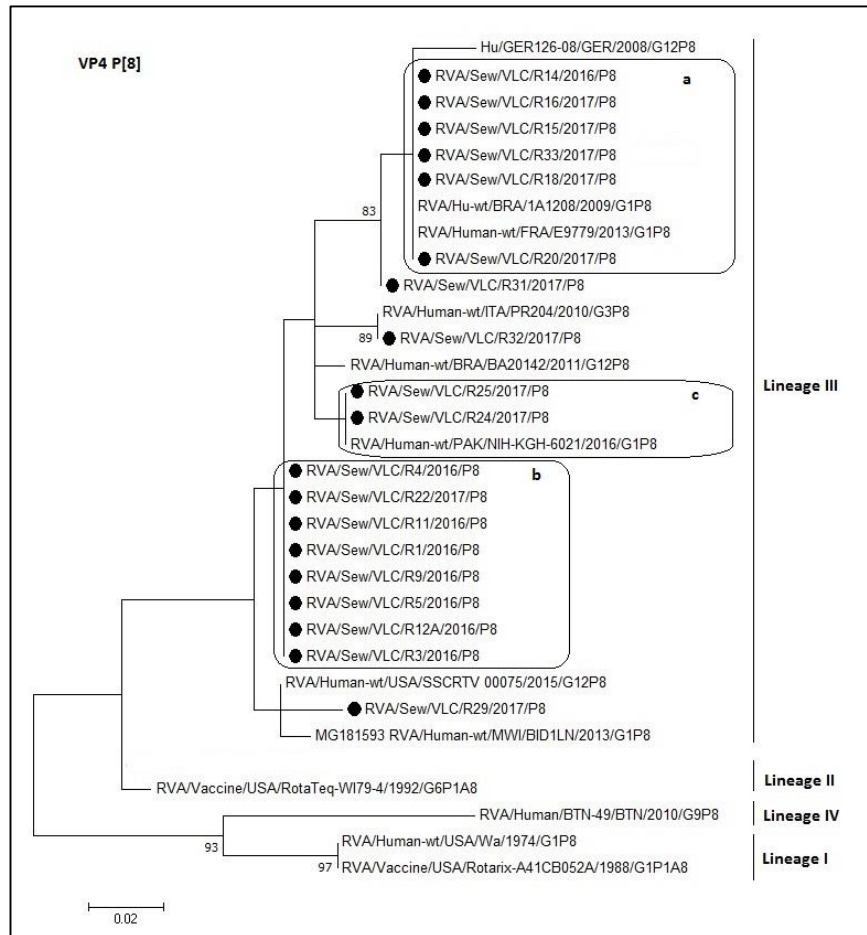 VP4 P[8]
Hu/GER126-08/GER/2008/G12P8
RVA/Sew/VLC/R14/2016/P8
a
RVA/Sew/VLC/R16/2017/P8
RVA/Sew/VLC/R15/2017/P8
RVA/Sew/VLC/R33/2017/P8
RVA/Sew/VLC/R18/2017/P8
RVA/Hu-wt/BRA/1A1208/2009/G1P8
83
RVA/Human-wt/FRA/E9779/2013/G1P8
RVA/Sew/VLC/R20/2017/P8
RVA/Sew/VLC/R31/2017/P8
RVA/Human-wt/ITA/PR204/2010/G3P8
89
RVA/Sew/VLC/R32/2017/P8
RVA/Human-wt/BRA/BA20142/2011/G12P8
Lineage III
RVA/Sew/VLC/R25/2017/P8
c
RVA/Sew/VLC/R24/2017/P8
RVA/Human-wt/PAK/NIH-KGH-6021/2016/G1P8
RVA/Sew/VLC/R4/2016/P8
b
RVA/Sew/VLC/R22/2017/P8
RVA/Sew/VLC/R11/2016/P8
RVA/Sew/VLC/R1/2016/P8
RVA/Sew/VLC/R9/2016/P8
RVA/Sew/VLC/R5/2016/P8
RVA/Sew/VLC/R12A/2016/P8
RVA/Sew/VLC/R3/2016/P8
RVA/Human-wt/USA/SSCRTV 00075/2015/G12P8
RVA/Sew/VLC/R29/2017/P8
MG181593 RVA/Human-wt/MWI/BID1LN/2013/G1P8
RVA/Vaccine/USA/RotaTeq-WI79-4/1992/G6P1A8
Lineage II
RVA/Human/BTN-49/BTN/2010/G9P8
Lineage IV
93
RVA/Human-wt/USA/Wa/1974/G1P8
97
RVA/Vaccine/USA/Rotarix-A41CB052A/1988/G1P1A8
Lineage I
0.02